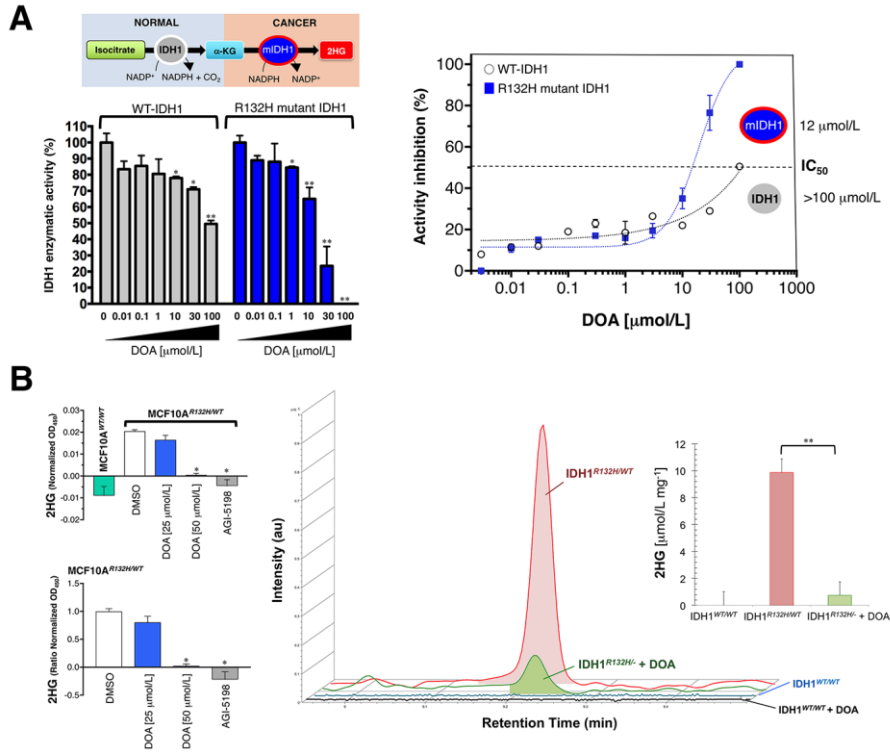 A
NORMAL CANCER
Isocitrate IDH1 α-KG mIDH1 2HG
NADP⁺ NADPH + CO₂ NADPH NADP⁺
WT-IDH1 R132H mutant IDH1
IDH1 enzymatic activity (%)
110
100
90
80
70
60
50
40
30
20
10
0
* * ** * ** ** **
0 0.01 0.1 1 10 30 100 0 0.01 0.1 1 10 30 100
DOA [μmol/L] DOA [μmol/L]
WT-IDH1
R132H mutant IDH1
Activity inhibition (%)
100
80
60
40
20
0
mIDH1 12 μmol/L
IC₅₀
IDH1 >100 μmol/L
0.01 0.1 1 10 100 1000
DOA [μmol/L]
B
MCF10A^WT/WT
MCF10A^R132H/WT
2HG (Normalized OD₄₅₀)
0.03
0.02
0.01
0.00
-0.01
-0.02
* *
DMSO
DOA [25 μmol/L]
DOA [50 μmol/L]
AGI-5198
MCF10A^R132H/WT
2HG (Ratio Normalized OD₄₅₀)
1.5
1.0
0.5
0.0
-0.5
* *
DMSO
DOA [25 μmol/L]
DOA [50 μmol/L]
AGI-5198
Intensity (au)
IDH1^R132H/WT
IDH1^R132H/- + DOA
IDH1^WT/WT
IDH1^WT/WT + DOA
Retention Time (min)
2HG [μmol/L mg⁻¹]
12
10
8
6
4
2
0
**
IDH1^WT/WT IDH1^R132H/WT IDH1^R132H/- + DOA